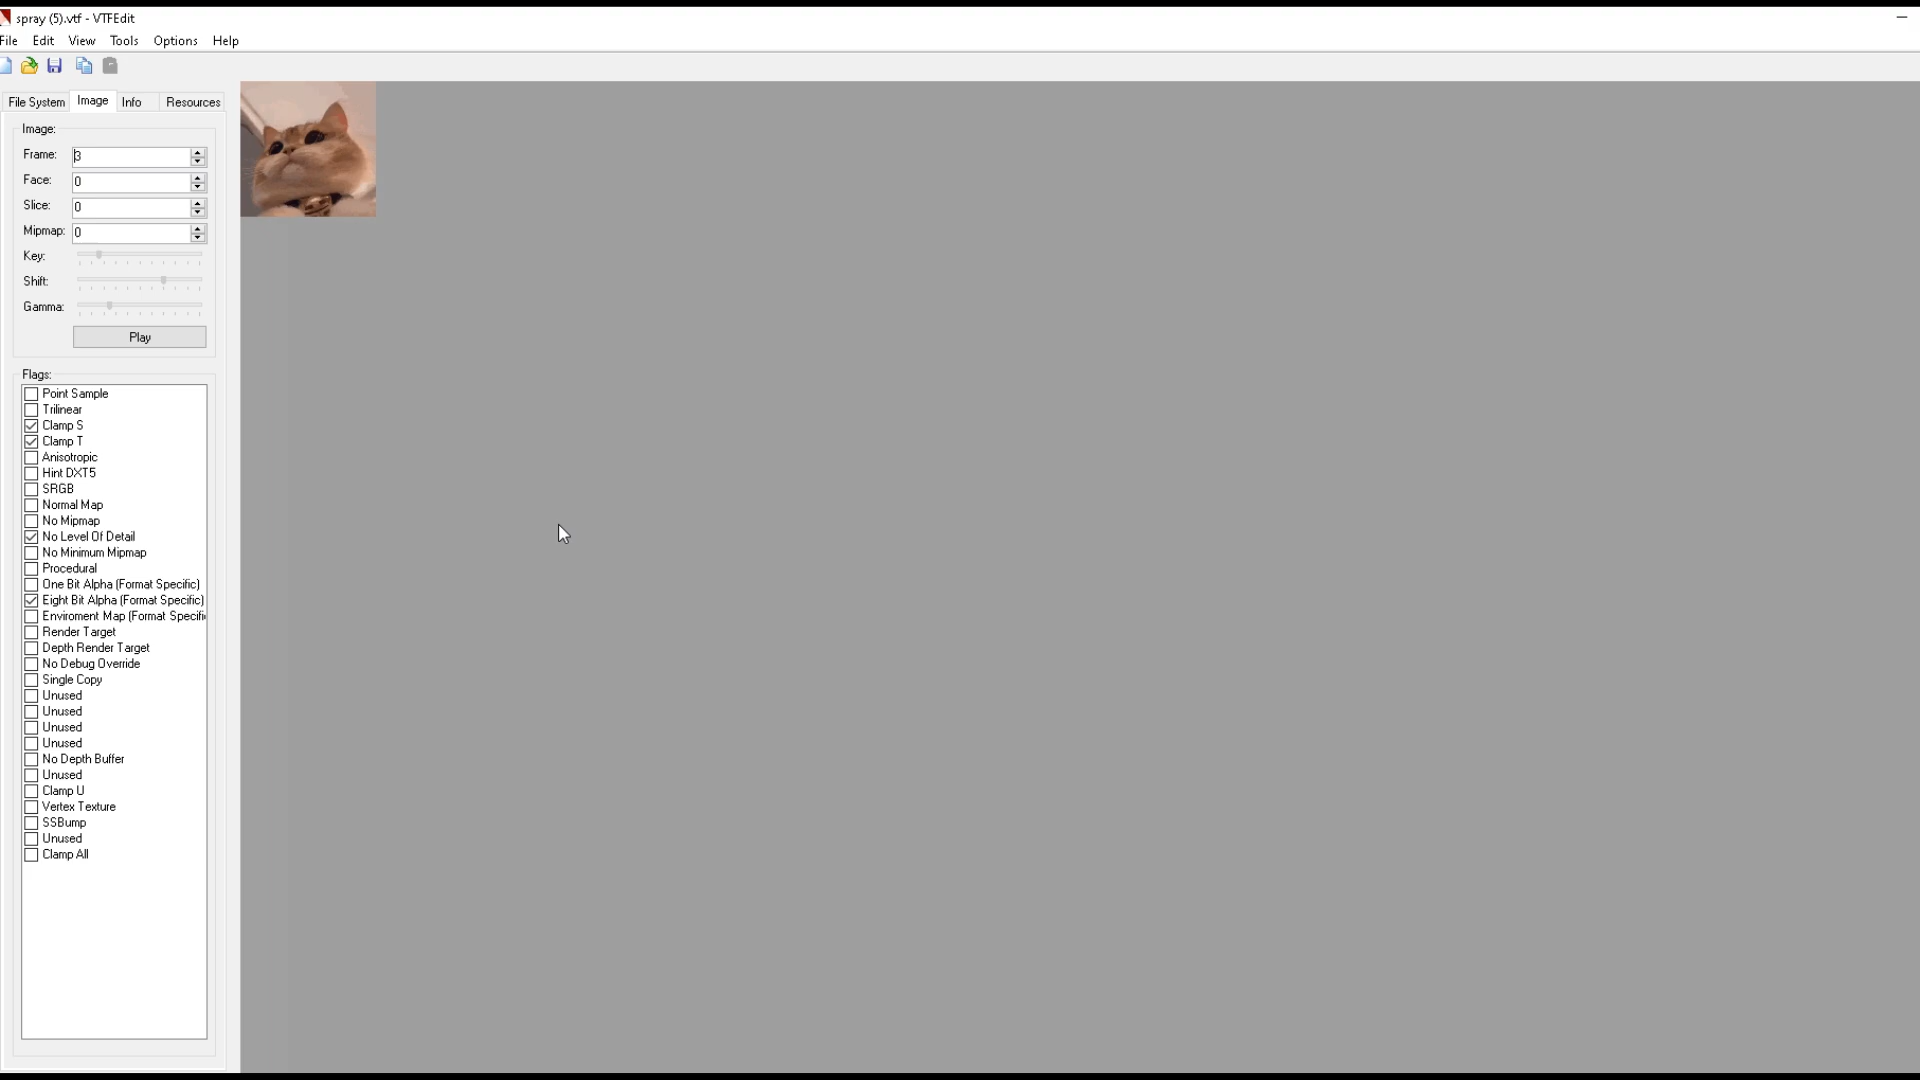 spray (5).vtf - VTFEdit
File Edit View Tools Options Help
File System Image Info Resources
Image:
Frame: 3
Face: 0
Slice: 0
Mipmap: 0
Key:
Shift:
Gamma:
Play
Flags:
Point Sample
Trilinear
Clamp S
Clamp T
Anisotropic
Hint DXT5
SRGB
Normal Map
No Mipmap
No Level Of Detail
No Minimum Mipmap
Procedural
One Bit Alpha (Format Specific)
Eight Bit Alpha (Format Specific)
Enviroment Map (Format Specifi
Render Target
Depth Render Target
No Debug Override
Single Copy
Unused
Unused
Unused
Unused
No Depth Buffer
Unused
Clamp U
Vertex Texture
SSBump
Unused
Clamp All